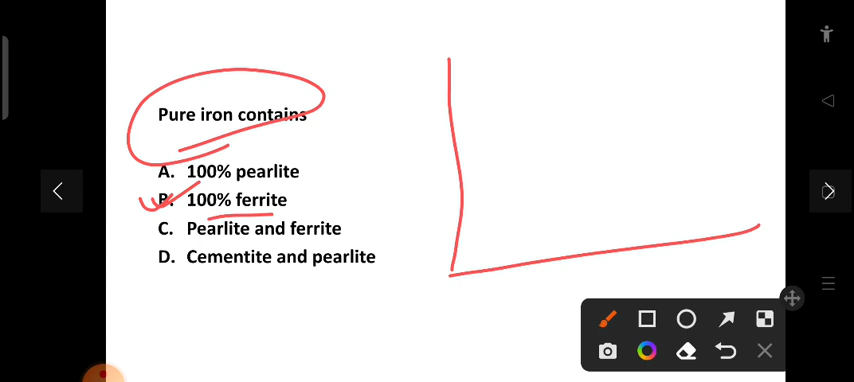 Pure iron contains
A. 100% pearlite
B. 100% ferrite
C. Pearlite and ferrite
D. Cementite and pearlite